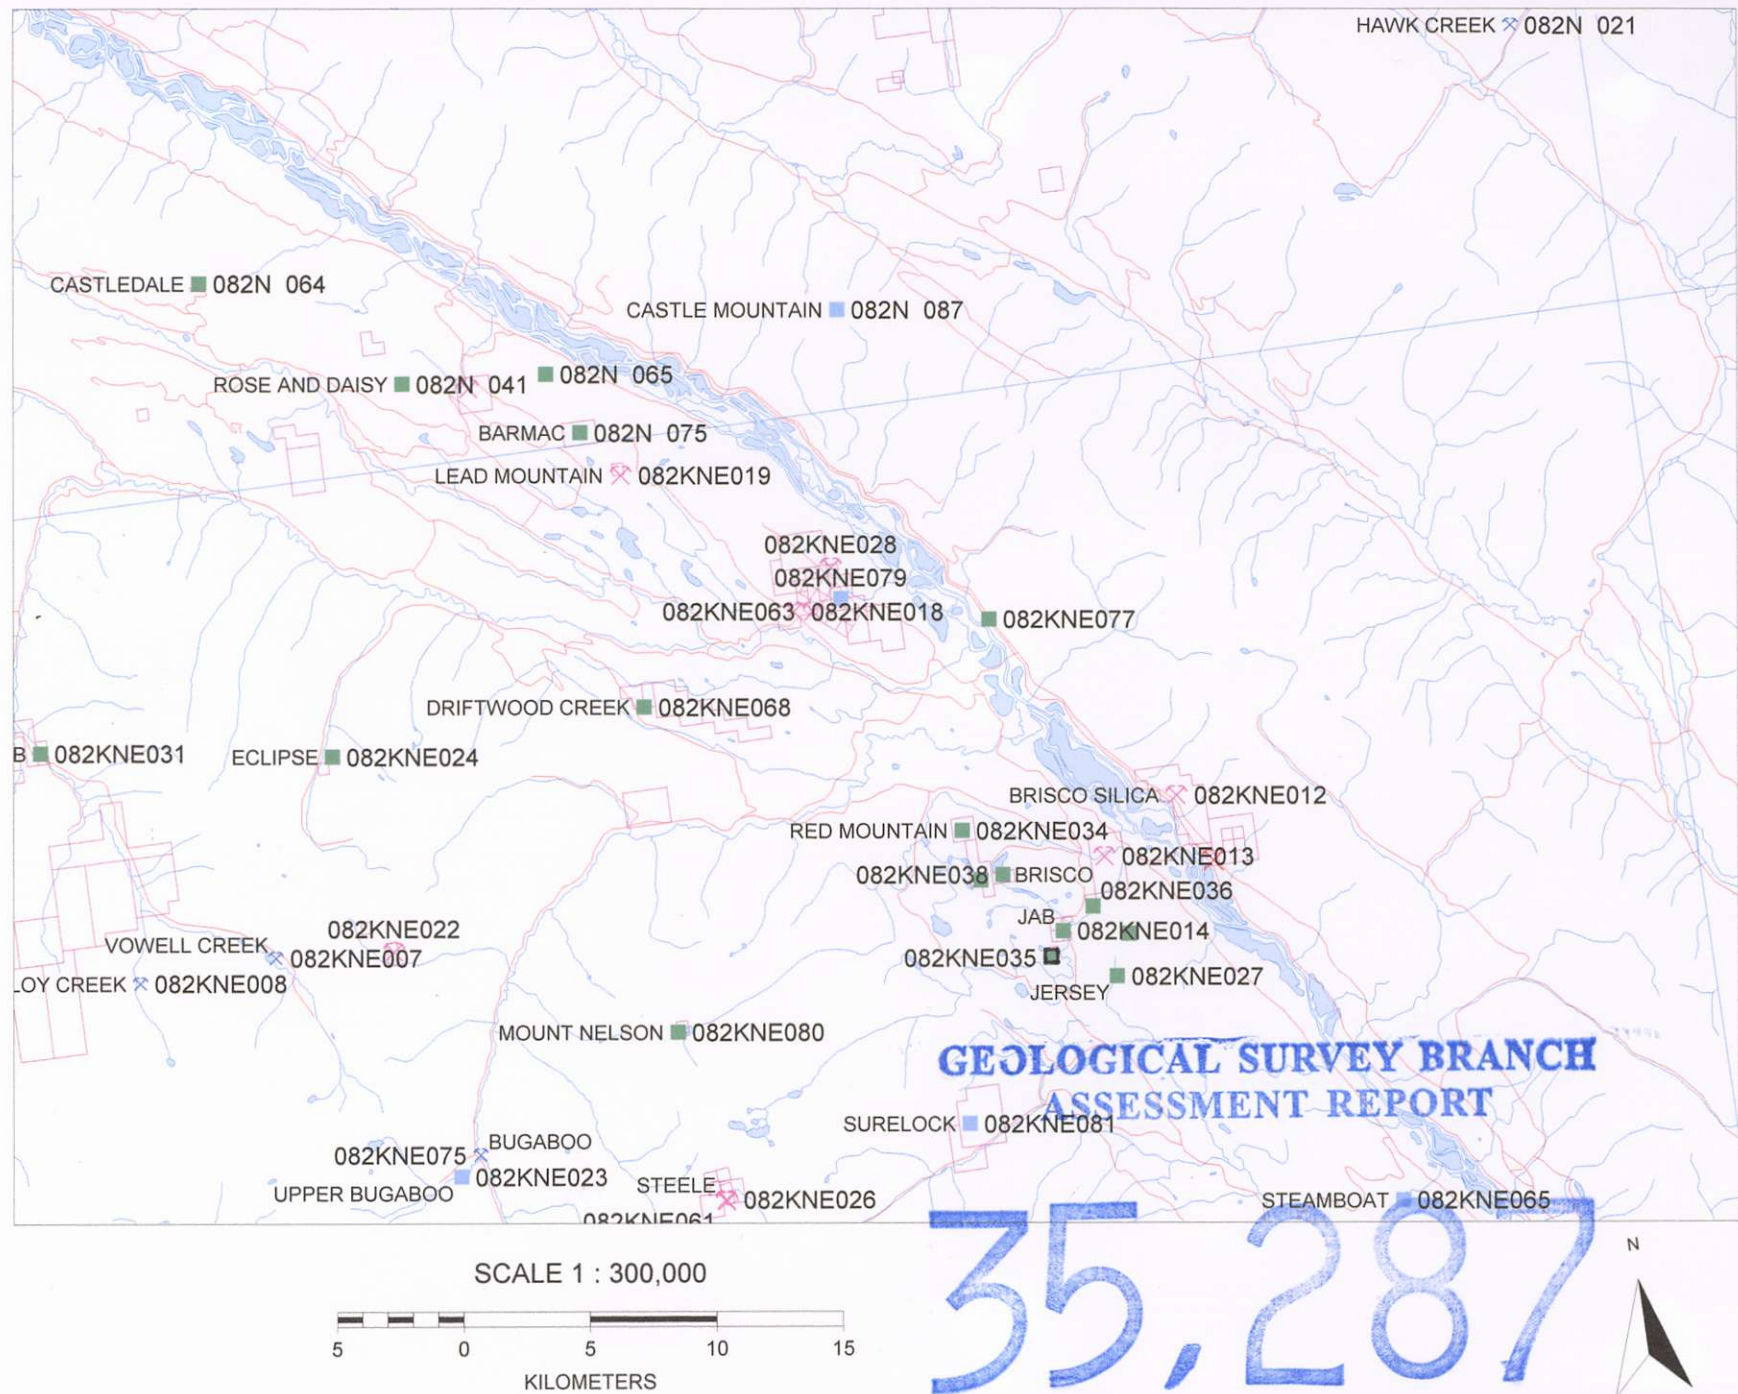 HAWK CREEK 082N 021
CASTLEDALE 082N 064
CASTLE MOUNTAIN 082N 087
082N 065
ROSE AND DAISY 082N 041
BARMAC 082N 075
LEAD MOUNTAIN 082KNE019
082KNE028
082KNE079
082KNE063 082KNE018
082KNE077
DRIFTWOOD CREEK 082KNE068
B 082KNE031
ECLIPSE 082KNE024
BRISCO SILICA 082KNE012
RED MOUNTAIN 082KNE034
082KNE013
082KNE038 BRISCO
082KNE036
JAB
082KNE014
082KNE022
VOWELL CREEK
082KNE007
082KNE035
LOY CREEK 082KNE008
082KNE027
JERSEY
MOUNT NELSON 082KNE080
GEOLOGICAL SURVEY BRANCH
ASSESSMENT REPORT
SURELOCK 082KNE081
BUGABOO
082KNE075
082KNE023
UPPER BUGABOO
STEELE
082KNE026
STEAMBOAT 082KNE065
082KNE061
35,287
N
SCALE 1 : 300,000
5 0 5 10 15
KILOMETERS